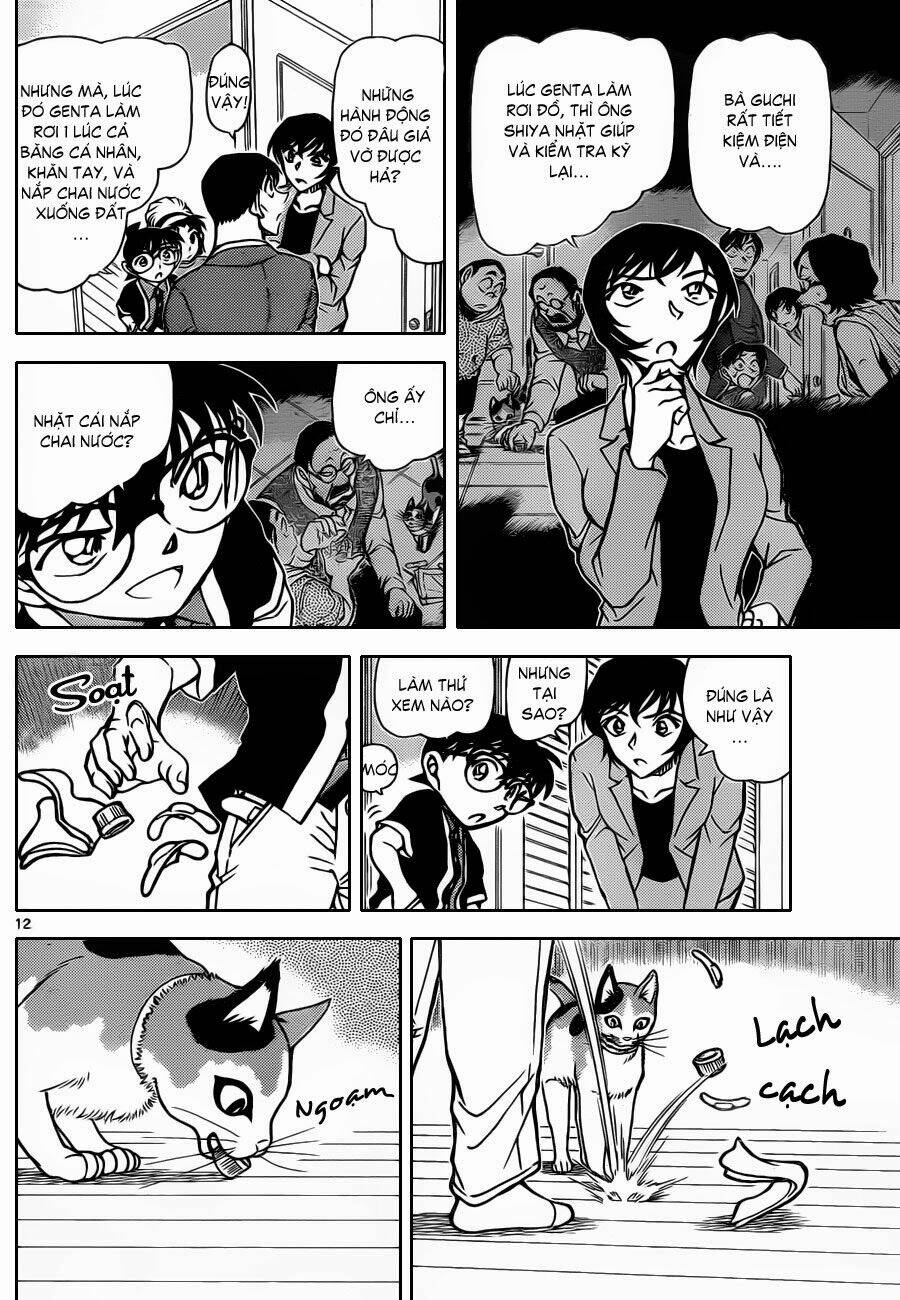 BÀ GUCHI
RẤT TIẾT
KIỆM ĐIỆN
VÀ....
LÚC GENTA LÀM
RƠI ĐỒ, THÌ ÔNG
SHIYA NHẶT GIÚP
VÀ KIỂM TRA KỸ
LẠI...
NHỮNG
HÀNH ĐỘNG
ĐÓ ĐÂU GIẢ
VỜ ĐƯỢC
HẢ?
ĐÚNG
VẬY!
NHƯNG MÀ, LÚC
ĐÓ GENTA LÀM
RƠI 1 LÚC CẢ
BĂNG CÁ NHÂN,
KHĂN TAY, VÀ
NẮP CHAI NƯỚC
XUỐNG ĐẤT
...
ÔNG ẤY
CHỈ...
NHẶT CÁI NẮP
CHAI NƯỚC?
ĐÚNG LÀ
NHƯ VẬY
...
NHƯNG
TẠI
SAO?
LÀM THỬ
XEM NÀO?
MÓC
Soạt
12
Lạch
cạch
Ngoạm